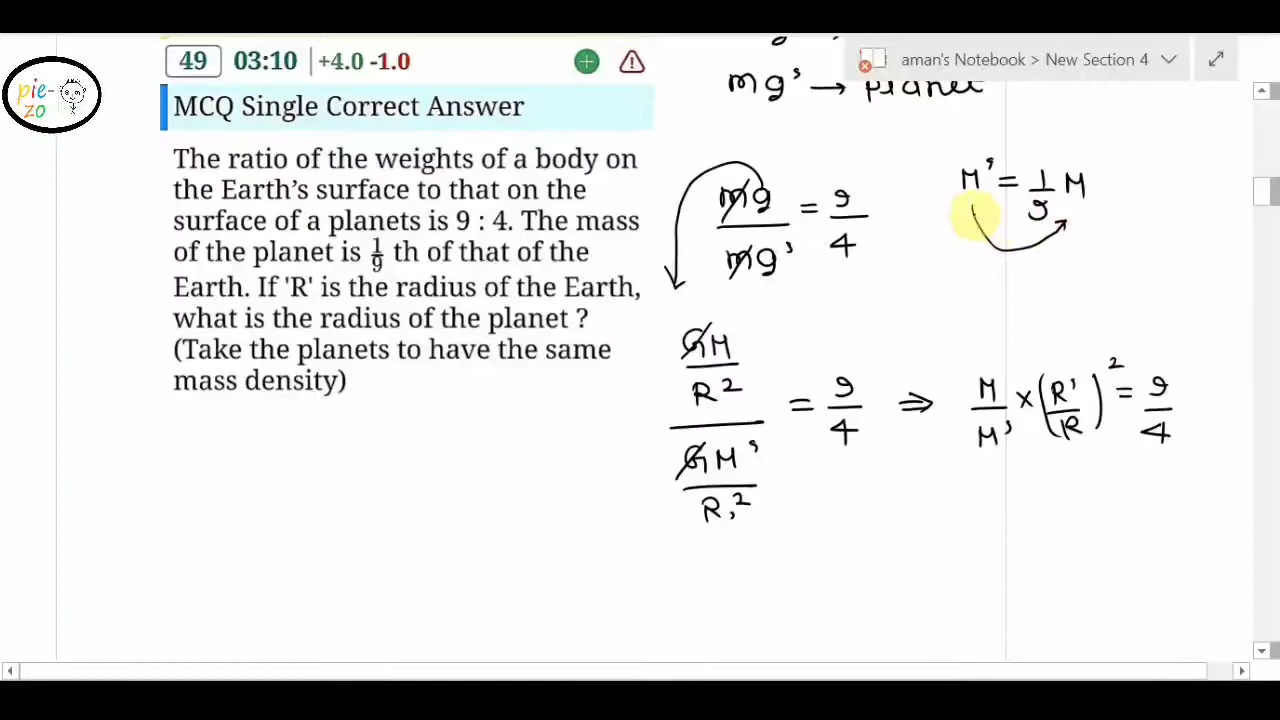 pie-
zo
49 03:10 +4.0 -1.0
aman's Notebook > New Section 4
mg' → planet
MCQ Single Correct Answer
The ratio of the weights of a body on
the Earth's surface to that on the
surface of a planets is 9 : 4. The mass
of the planet is 1/9 th of that of the
Earth. If 'R' is the radius of the Earth,
what is the radius of the planet ?
(Take the planets to have the same
mass density)
mg/mg' = 9/4
M' = 1/9 M
GM/R² / GM'/R'² = 9/4 ⇒ M/M' × (R'/R)² = 9/4